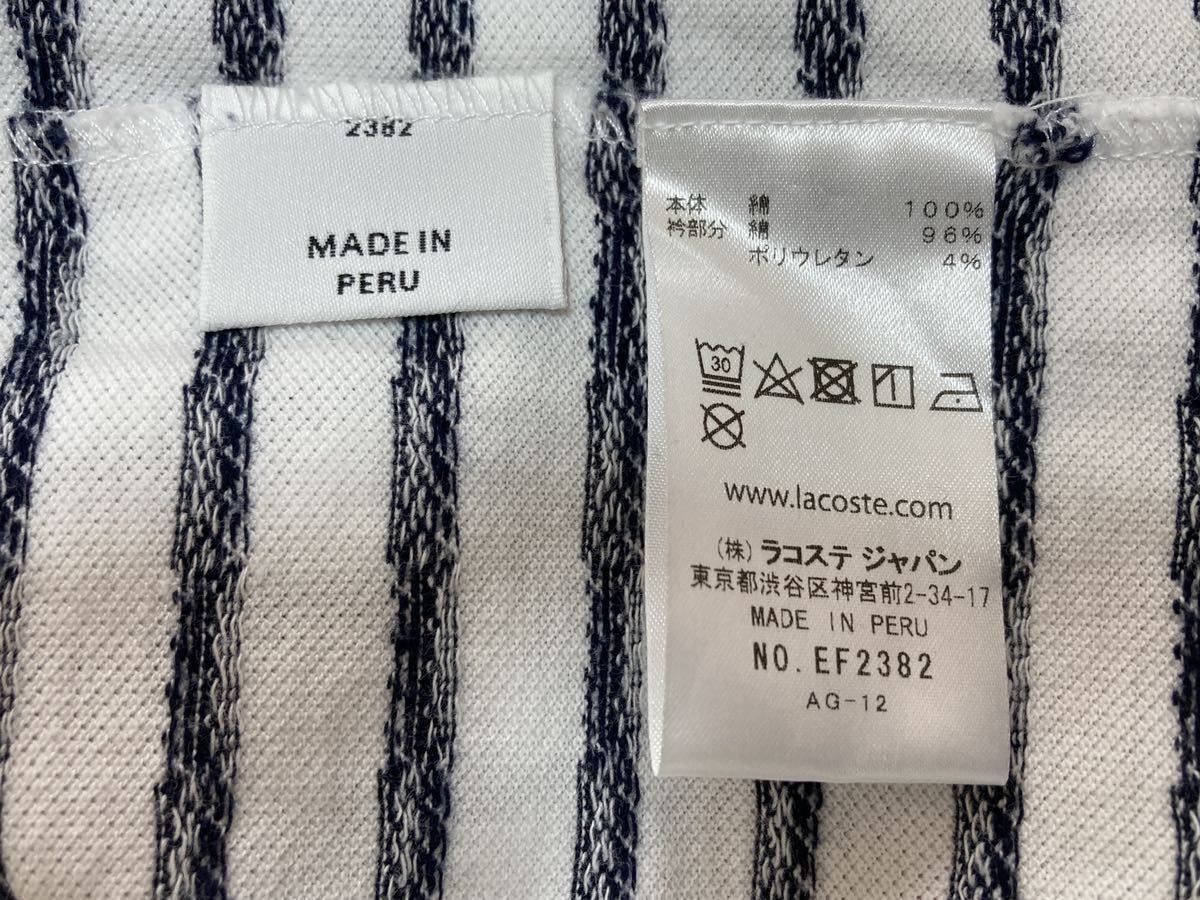 2382
MADE IN
PERU
本体 綿 100%
衿部分 綿 96%
ポリウレタン 4%
30
www.lacoste.com
(株) ラコステ ジャパン
東京都渋谷区神宮前2-34-17
MADE IN PERU
NO. EF2382
AG-12